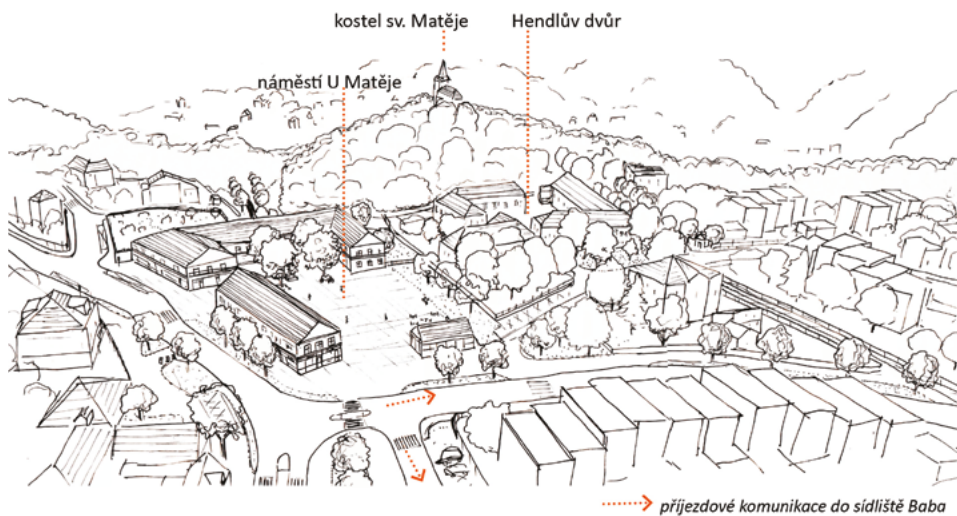 kostel sv. Matěje
Hendlův dvůr
náměstí U Matěje
příjezdové komunikace do sídliště Baba